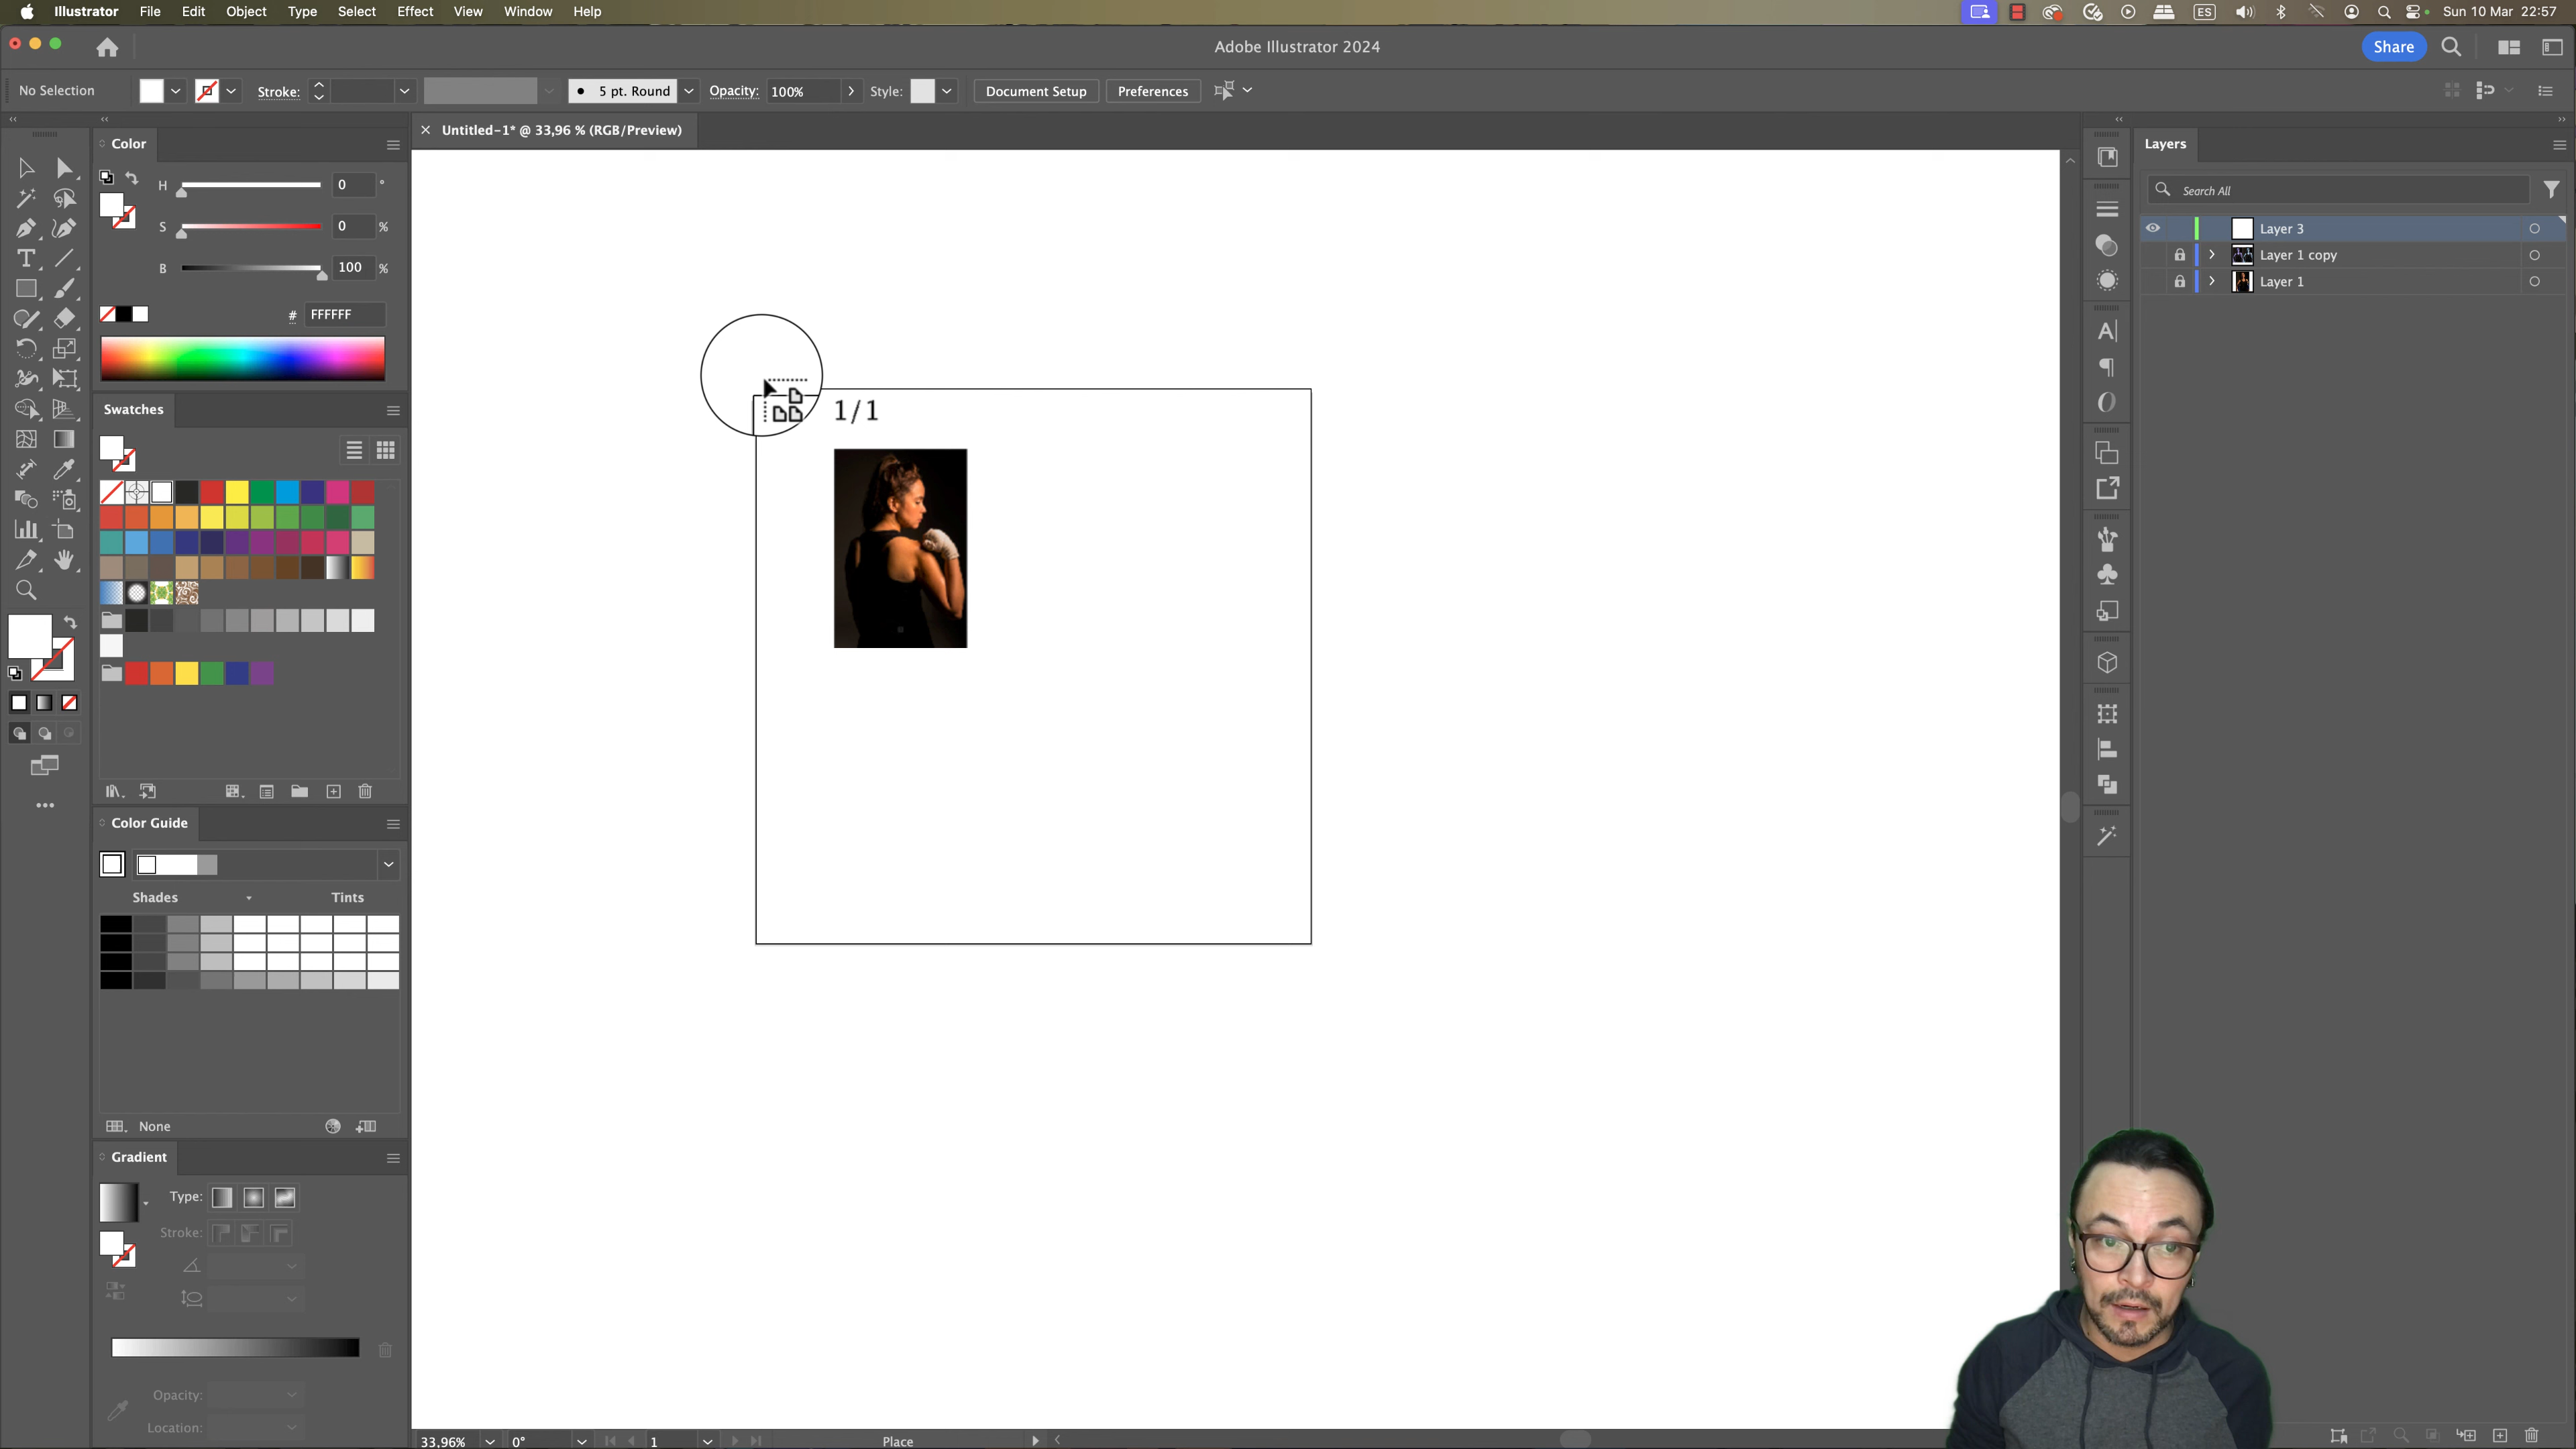 Illustrator File Edit Object Type Select Effect View Window Help
ES Sun 10 Mar 22:57
Adobe Illustrator 2024
Share
No Selection
Stroke:
5 pt. Round
Opacity: 100%
Style:
Document Setup
Preferences
Color
Untitled-1* @ 33,96 % (RGB/Preview)
Layers
H 0 °
Search All
S 0 %
Layer 3
B 100 %
Layer 1 copy
Layer 1
# FFFFFF
Swatches
1/1
Color Guide
Shades
Tints
None
Gradient
Type:
Stroke:
Opacity:
Location:
33,96%
0°
1
Place